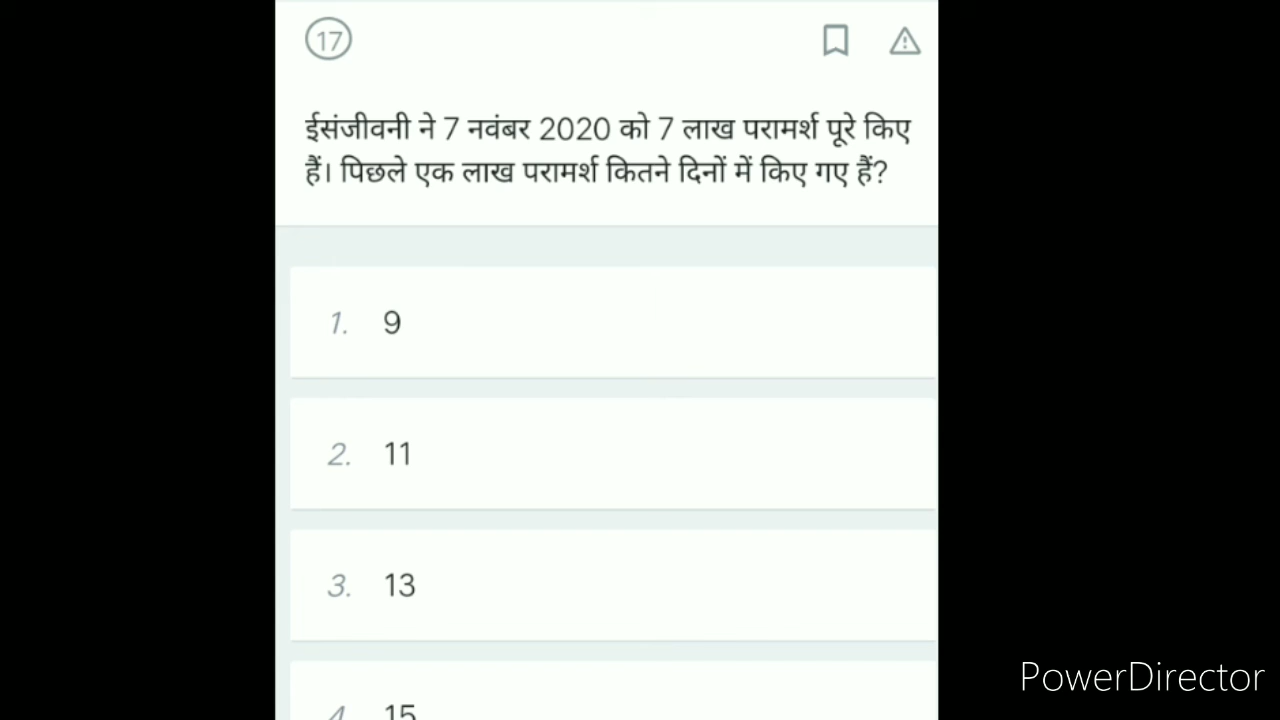 17
ईसंजीवनी ने 7 नवंबर 2020 को 7 लाख परामर्श पूरे किए
हैं। पिछले एक लाख परामर्श कितने दिनों में किए गए हैं?
1. 9
2. 11
3. 13
4. 15
PowerDirector